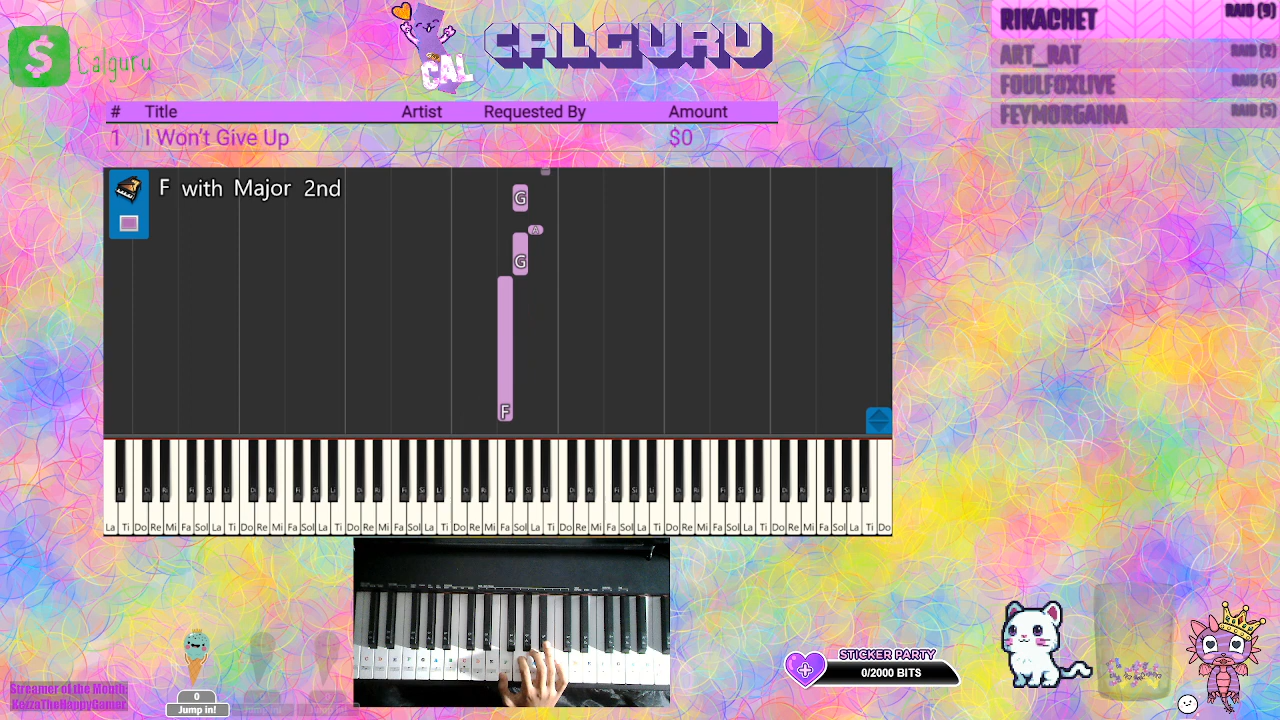 Calguru
CAL
CALGURU
RIKACHET RAID (9)
ART_RAT RAID (2)
FOULFOXLIVE RAID (4)
FEYMORGAINA RAID (5)
# Title Artist Requested By Amount
1 I Won't Give Up $0
F with Major 2nd
G
A
G
F
La Ti Do Re Mi Fa Sol La Ti Do Re Mi Fa Sol La Ti Do Re Mi Fa Sol La Ti Do Re Mi Fa Sol La Ti Do Re Mi Fa Sol La Ti Do Re Mi Fa Sol La Ti Do Re Mi Fa Sol La Ti Do
STICKER PARTY
0/2000 BITS
Streamer of the Mouth:
KezzaTheHappyGamer
0
Jump in!